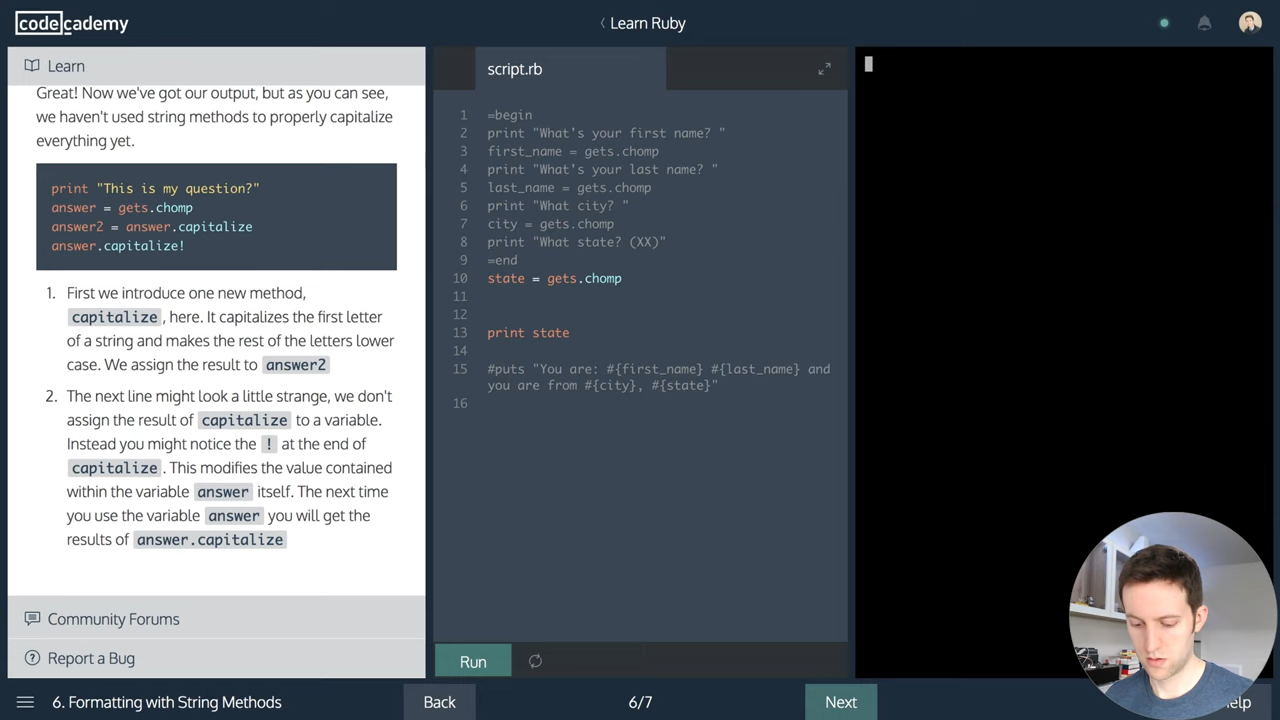 codecademy
Learn Ruby
Learn
script.rb
Great! Now we've got our output, but as you can see,
we haven't used string methods to properly capitalize
everything yet.
print "This is my question?"
answer = gets.chomp
answer2 = answer.capitalize
answer.capitalize!
1. First we introduce one new method,
capitalize, here. It capitalizes the first letter
of a string and makes the rest of the letters lower
case. We assign the result to answer2
2. The next line might look a little strange, we don't
assign the result of capitalize to a variable.
Instead you might notice the ! at the end of
capitalize. This modifies the value contained
within the variable answer itself. The next time
you use the variable answer you will get the
results of answer.capitalize
Community Forums
Report a Bug
1 =begin
2 print "What's your first name? "
3 first_name = gets.chomp
4 print "What's your last name? "
5 last_name = gets.chomp
6 print "What city? "
7 city = gets.chomp
8 print "What state? (XX)"
9 =end
10 state = gets.chomp
11
12
13 print state
14
15 #puts "You are: #{first_name} #{last_name} and
you are from #{city}, #{state}"
16
Run
6. Formatting with String Methods
Back
6/7
Next